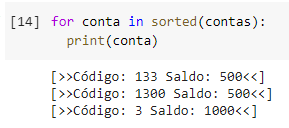 [14] for conta in sorted(contas):
print(conta)
[>>Código: 133 Saldo: 500<<]
[>>Código: 1300 Saldo: 500<<]
[>>Código: 3 Saldo: 1000<<]